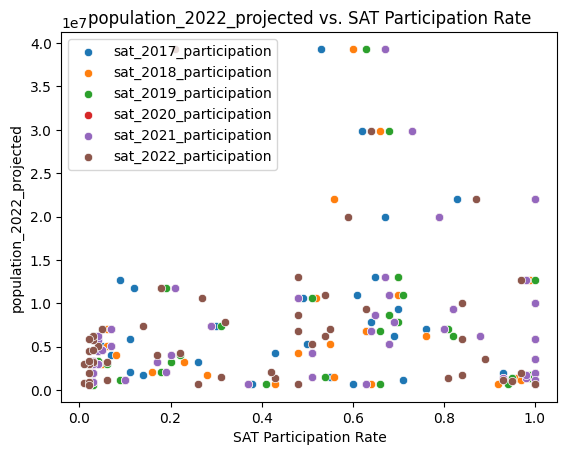 population_2022_projected vs. SAT Participation Rate
1e7
4.0
3.5
3.0
2.5
2.0
1.5
1.0
0.5
0.0
population_2022_projected
sat_2017_participation
sat_2018_participation
sat_2019_participation
sat_2020_participation
sat_2021_participation
sat_2022_participation
0.0 0.2 0.4 0.6 0.8 1.0
SAT Participation Rate